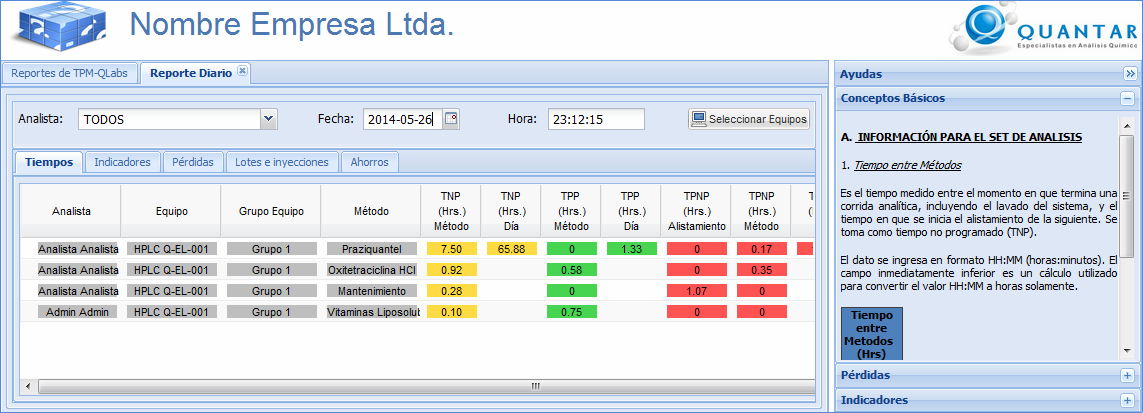 Nombre Empresa Ltda.
QUANTAR
Especialistas en Análisis Químico
Reportes de TPM-QLabs Reporte Diario
Analista: TODOS Fecha: 2014-05-26 Hora: 23:12:15 Seleccionar Equipos
Tiempos Indicadores Pérdidas Lotes e inyecciones Ahorros
Analista Equipo Grupo Equipo Método TNP (Hrs.) Método TNP (Hrs.) Día TPP (Hrs.) Método TPP (Hrs.) Día TPNP (Hrs.) Alistamiento TPNP (Hrs.) Método
Analista Analista HPLC Q-EL-001 Grupo 1 Praziquantel 7.50 65.88 0 1.33 0 0.17
Analista Analista HPLC Q-EL-001 Grupo 1 Oxitetraciclina HCl 0.92 0.58 0 0.35
Analista Analista HPLC Q-EL-001 Grupo 1 Mantenimiento 0.28 0 1.07 0
Admin Admin HPLC Q-EL-001 Grupo 1 Vitaminas Liposolut 0.10 0.75 0 0
Ayudas
Conceptos Básicos
A. INFORMACIÓN PARA EL SET DE ANALISIS
1. Tiempo entre Métodos
Es el tiempo medido entre el momento en que termina una
corrida analítica, incluyendo el lavado del sistema, y el
tiempo en que se inicia el alistamiento de la siguiente. Se
toma como tiempo no programado (TNP).
El dato se ingresa en formato HH:MM (horas:minutos). El
campo inmediatamente inferior es un cálculo utilizado
para convertir el valor HH:MM a horas solamente.
Tiempo
entre
Metodos
(Hrs)
Pérdidas
Indicadores